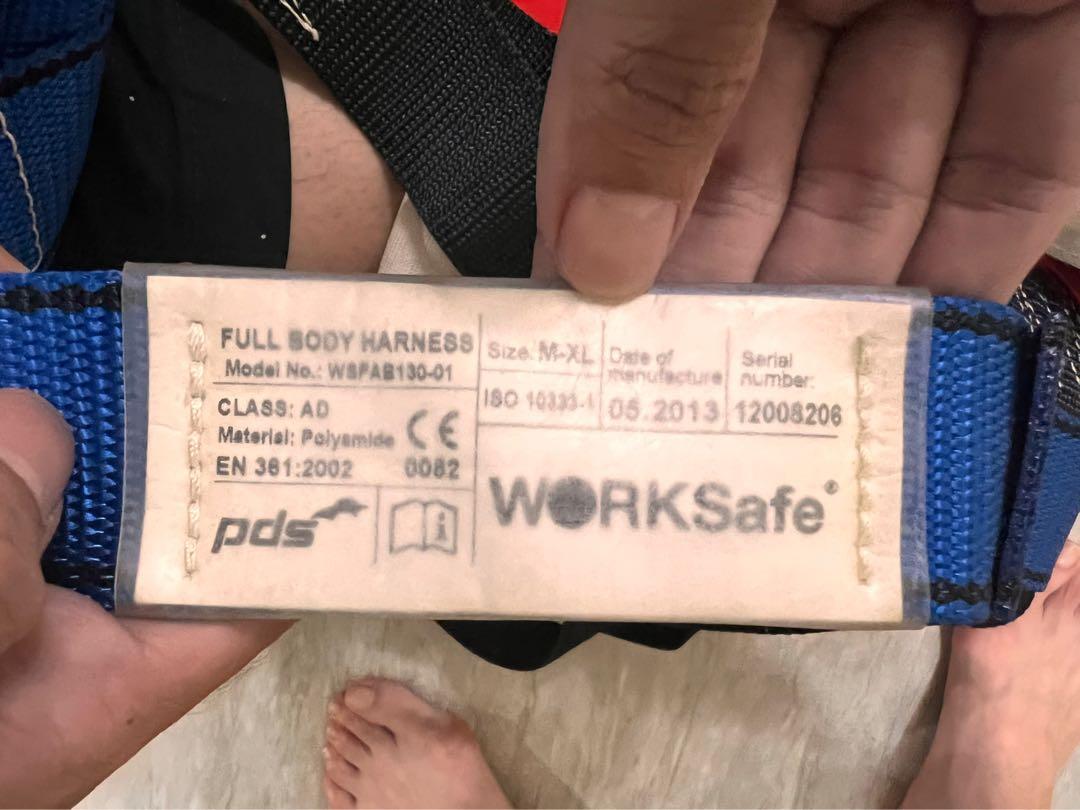 FULL BODY HARNESS
Model No.: WSFAB130-01
CLASS: AD
Material: Polyamide
CE
EN 361:2002 0082
pds
i
Size: M-XL
ISO 10333-1
Date of
manufacture
05.2013
Serial
number:
12008206
WORKSafe®